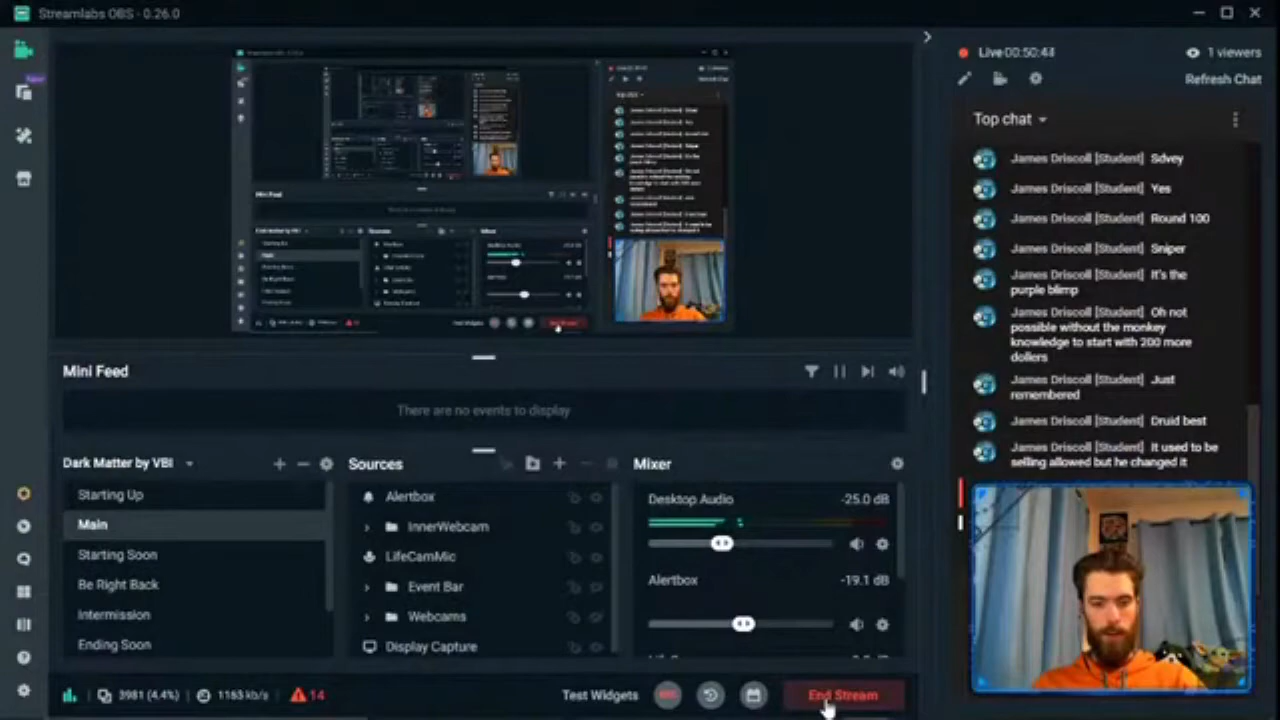 Streamlabs OBS - 0.26.0
Live 00:50:44
1 viewers
Refresh Chat
Top chat
James Driscoll [Student] Sdvey
James Driscoll [Student] Yes
James Driscoll [Student] Round 100
James Driscoll [Student] Sniper
James Driscoll [Student] It's the
purple blimp
James Driscoll [Student] Oh not
possible without the monkey
knowledge to start with 200 more
dollers
James Driscoll [Student] Just
remembered
James Driscoll [Student] Druid best
James Driscoll [Student] It used to be
selling allowed but he changed it
Mini Feed
There are no events to display
Dark Matter by VBI
Starting Up
Main
Starting Soon
Be Right Back
Intermission
Ending Soon
Sources
Alertbox
InnerWebcam
LifeCamMic
Event Bar
Webcams
Display Capture
Mixer
Desktop Audio -25.0 dB
Alertbox -19.1 dB
3981 (4.4%)
1163 kb/s
14
Test Widgets
REC
End Stream